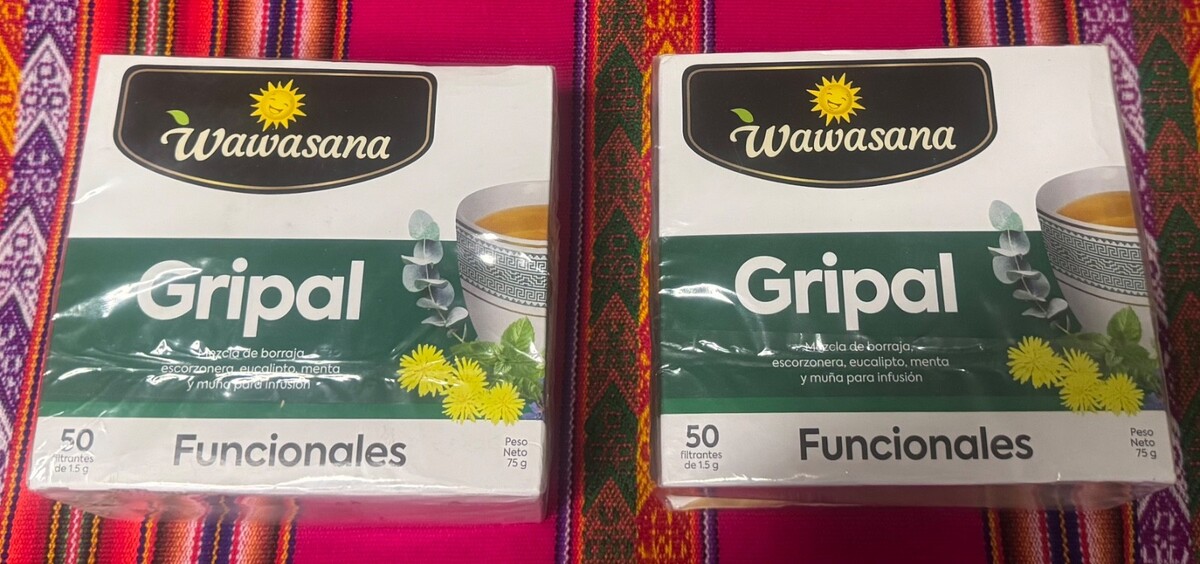 Wawasana
Gripal
Mezcla de borraja,
escorzonera, eucalipto, menta
y muña para infusión
50
filtrantes
de 1.5 g
Funcionales
Peso
Neto
75 g
Wawasana
Gripal
Mezcla de borraja,
escorzonera, eucalipto, menta
y muña para infusión
50
filtrantes
de 1.5 g
Funcionales
Peso
Neto
75 g